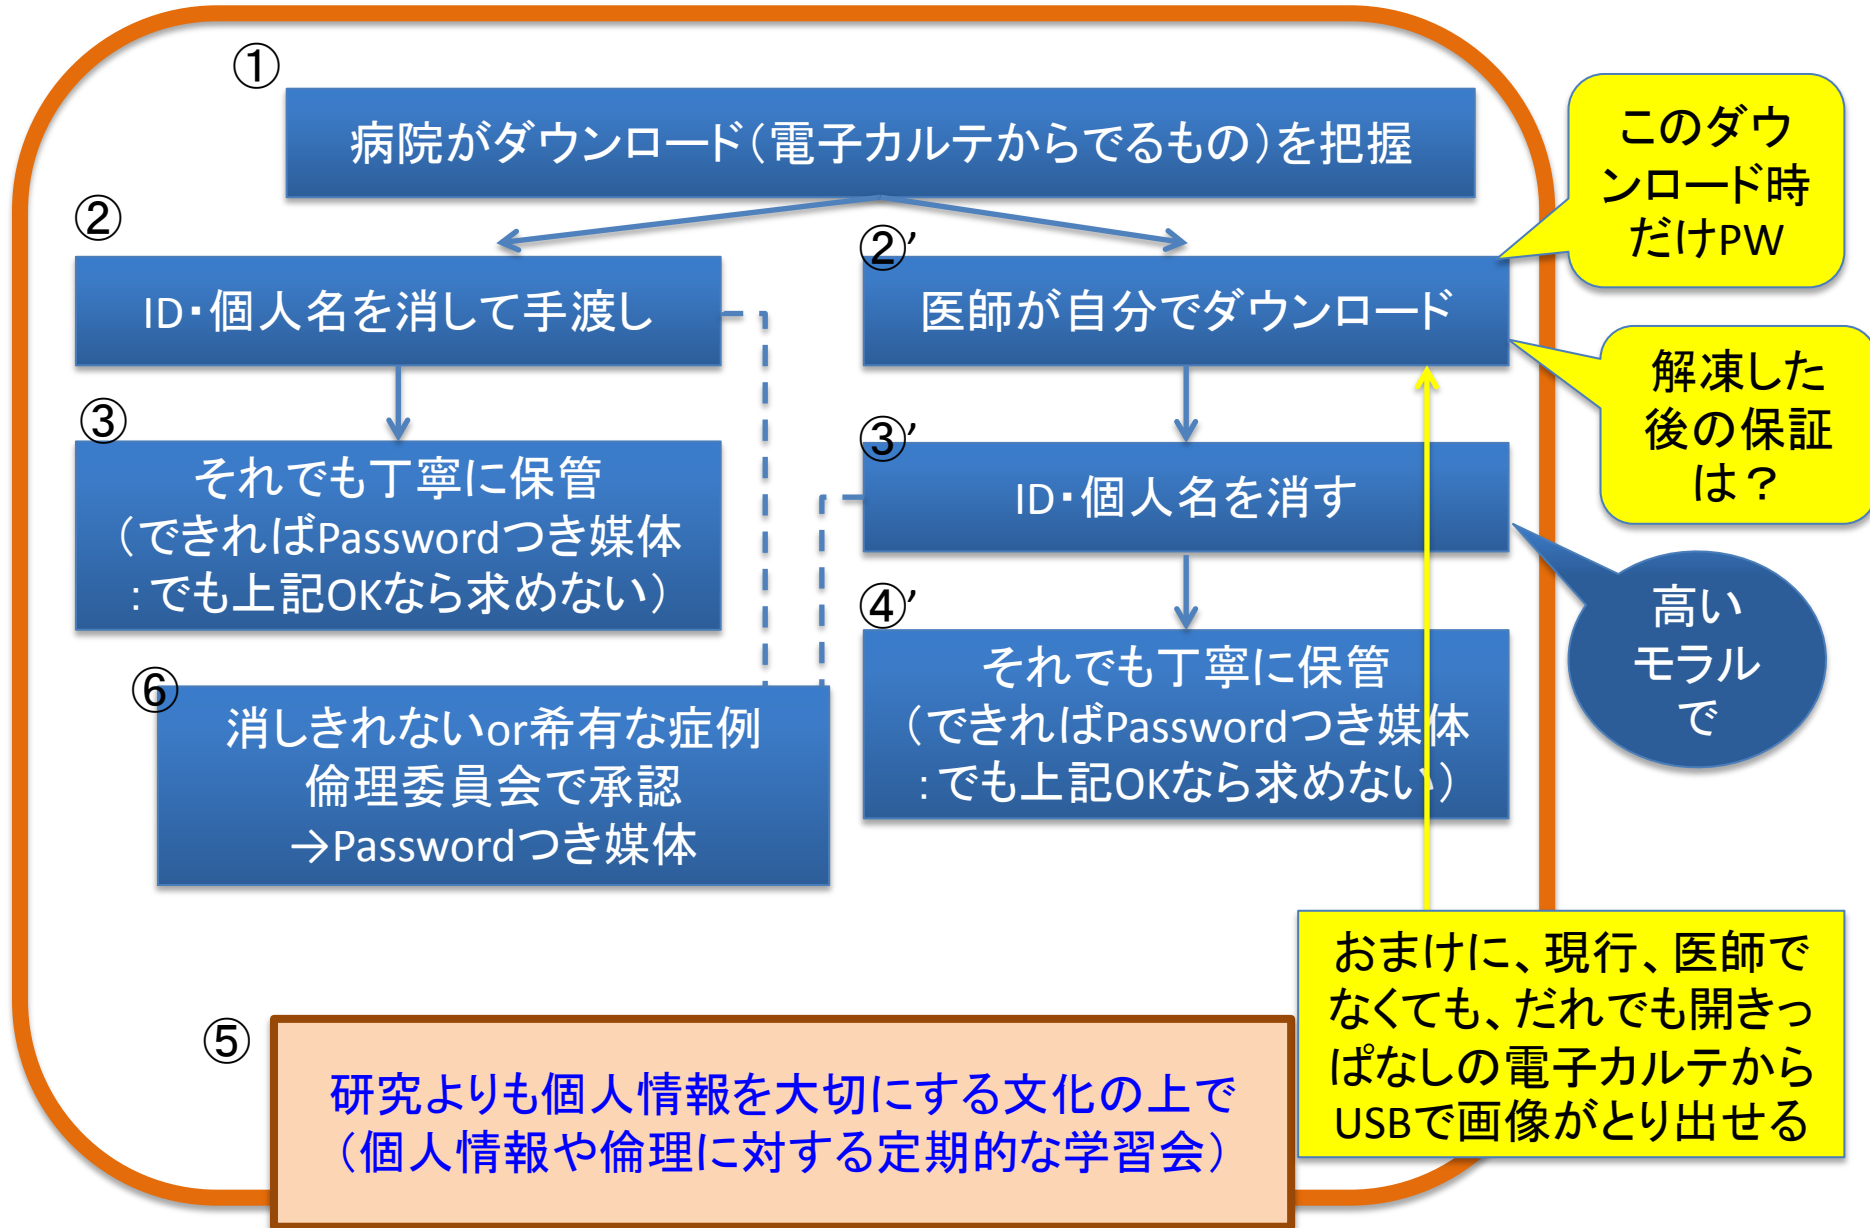 ①
病院がダウンロード（電子カルテからでるもの）を把握
②
ID・個人名を消して手渡し
③
それでも丁寧に保管
（できればPasswordつき媒体
：でも上記OKなら求めない）
⑥
消しきれないor希有な症例
倫理委員会で承認
→Passwordつき媒体
②’
医師が自分でダウンロード
③’
ID・個人名を消す
④’
それでも丁寧に保管
（できればPasswordつき媒体
：でも上記OKなら求めない）
このダウ
ンロード時
だけPW
解凍した
後の保証
は？
高い
モラル
で
おまけに、現行、医師で
なくても、だれでも開きっ
ぱなしの電子カルテから
USBで画像がとり出せる
⑤
研究よりも個人情報を大切にする文化の上で
（個人情報や倫理に対する定期的な学習会）